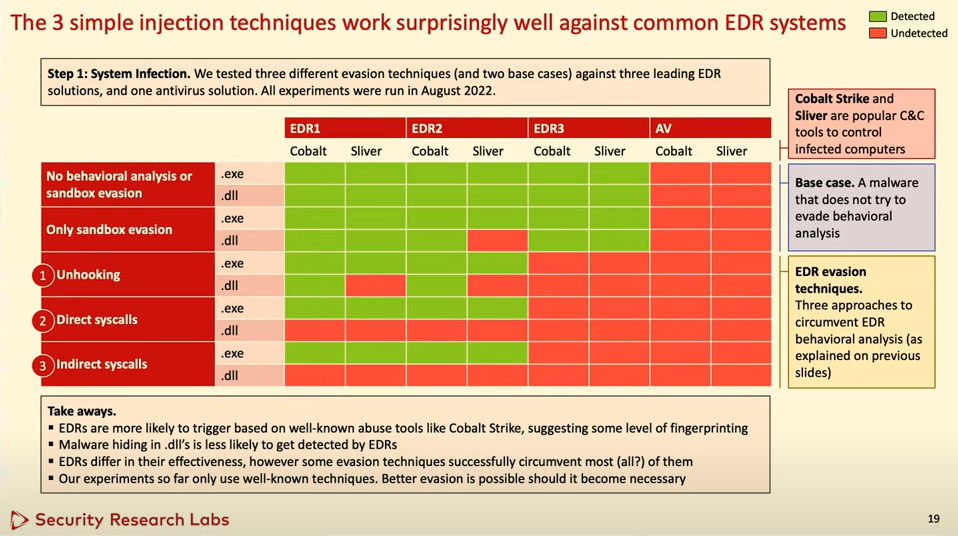 The 3 simple injection techniques work surprisingly well against common EDR systems
Detected
Undetected
Step 1: System Infection. We tested three different evasion techniques (and two base cases) against three leading EDR
solutions, and one antivirus solution. All experiments were run in August 2022.
EDR1 EDR2 EDR3 AV
Cobalt Sliver Cobalt Sliver Cobalt Sliver Cobalt Sliver
No behavioral analysis or
sandbox evasion
.exe
.dll
Only sandbox evasion
.exe
.dll
1 Unhooking
.exe
.dll
2 Direct syscalls
.exe
.dll
3 Indirect syscalls
.exe
.dll
Cobalt Strike and
Sliver are popular C&C
tools to control
infected computers
Base case. A malware
that does not try to
evade behavioral
analysis
EDR evasion
techniques.
Three approaches to
circumvent EDR
behavioral analysis (as
explained on previous
slides)
Take aways.
▪ EDRs are more likely to trigger based on well-known abuse tools like Cobalt Strike, suggesting some level of fingerprinting
▪ Malware hiding in .dll's is less likely to get detected by EDRs
▪ EDRs differ in their effectiveness, however some evasion techniques successfully circumvent most (all?) of them
▪ Our experiments so far only use well-known techniques. Better evasion is possible should it become necessary
Security Research Labs
19